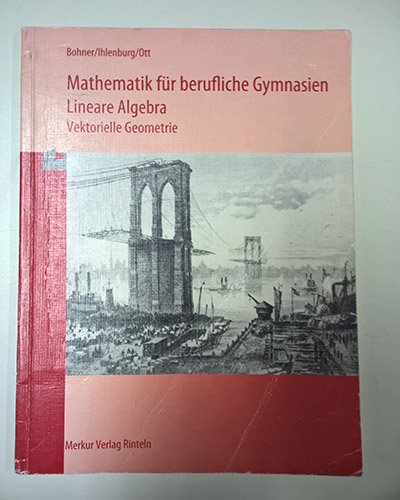 Bohner/Ihlenburg/Ott
Mathematik für berufliche Gymnasien
Lineare Algebra
Vektorielle Geometrie
Merkur Verlag Rinteln